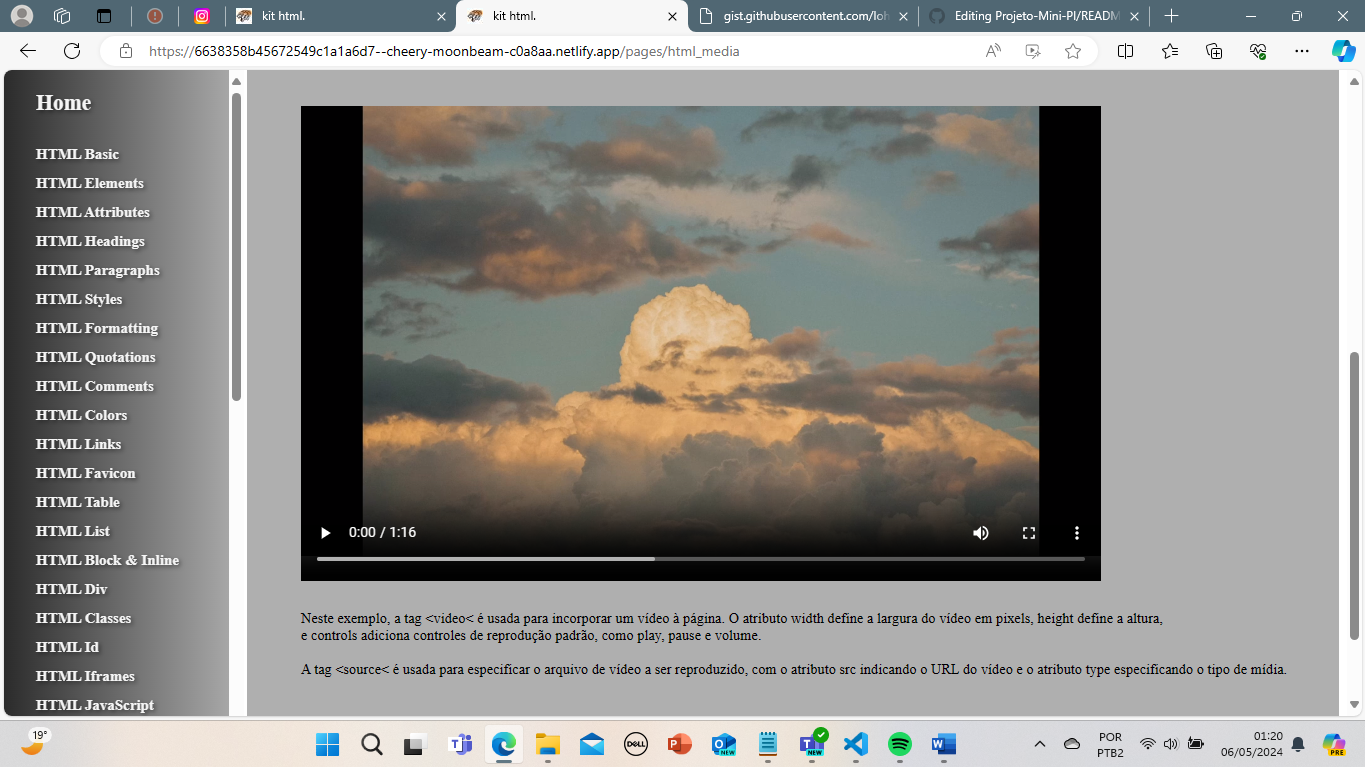 kit html.
kit html.
gist.githubusercontent.com/loh
Editing Projeto-Mini-PI/READM
https://6638358b45672549c1a1a6d7--cheery-moonbeam-c0a8aa.netlify.app/pages/html_media
Home
HTML Basic
HTML Elements
HTML Attributes
HTML Headings
HTML Paragraphs
HTML Styles
HTML Formatting
HTML Quotations
HTML Comments
HTML Colors
HTML Links
HTML Favicon
HTML Table
HTML List
HTML Block & Inline
HTML Div
HTML Classes
HTML Id
HTML Iframes
HTML JavaScript
0:00 / 1:16
Neste exemplo, a tag <video< é usada para incorporar um vídeo à página. O atributo width define a largura do vídeo em pixels, height define a altura,
e controls adiciona controles de reprodução padrão, como play, pause e volume.
A tag <source< é usada para especificar o arquivo de vídeo a ser reproduzido, com o atributo src indicando o URL do vídeo e o atributo type especificando o tipo de mídia.
19°
DELL
NEW
NEW
POR
PTB2
01:20
06/05/2024
PRE